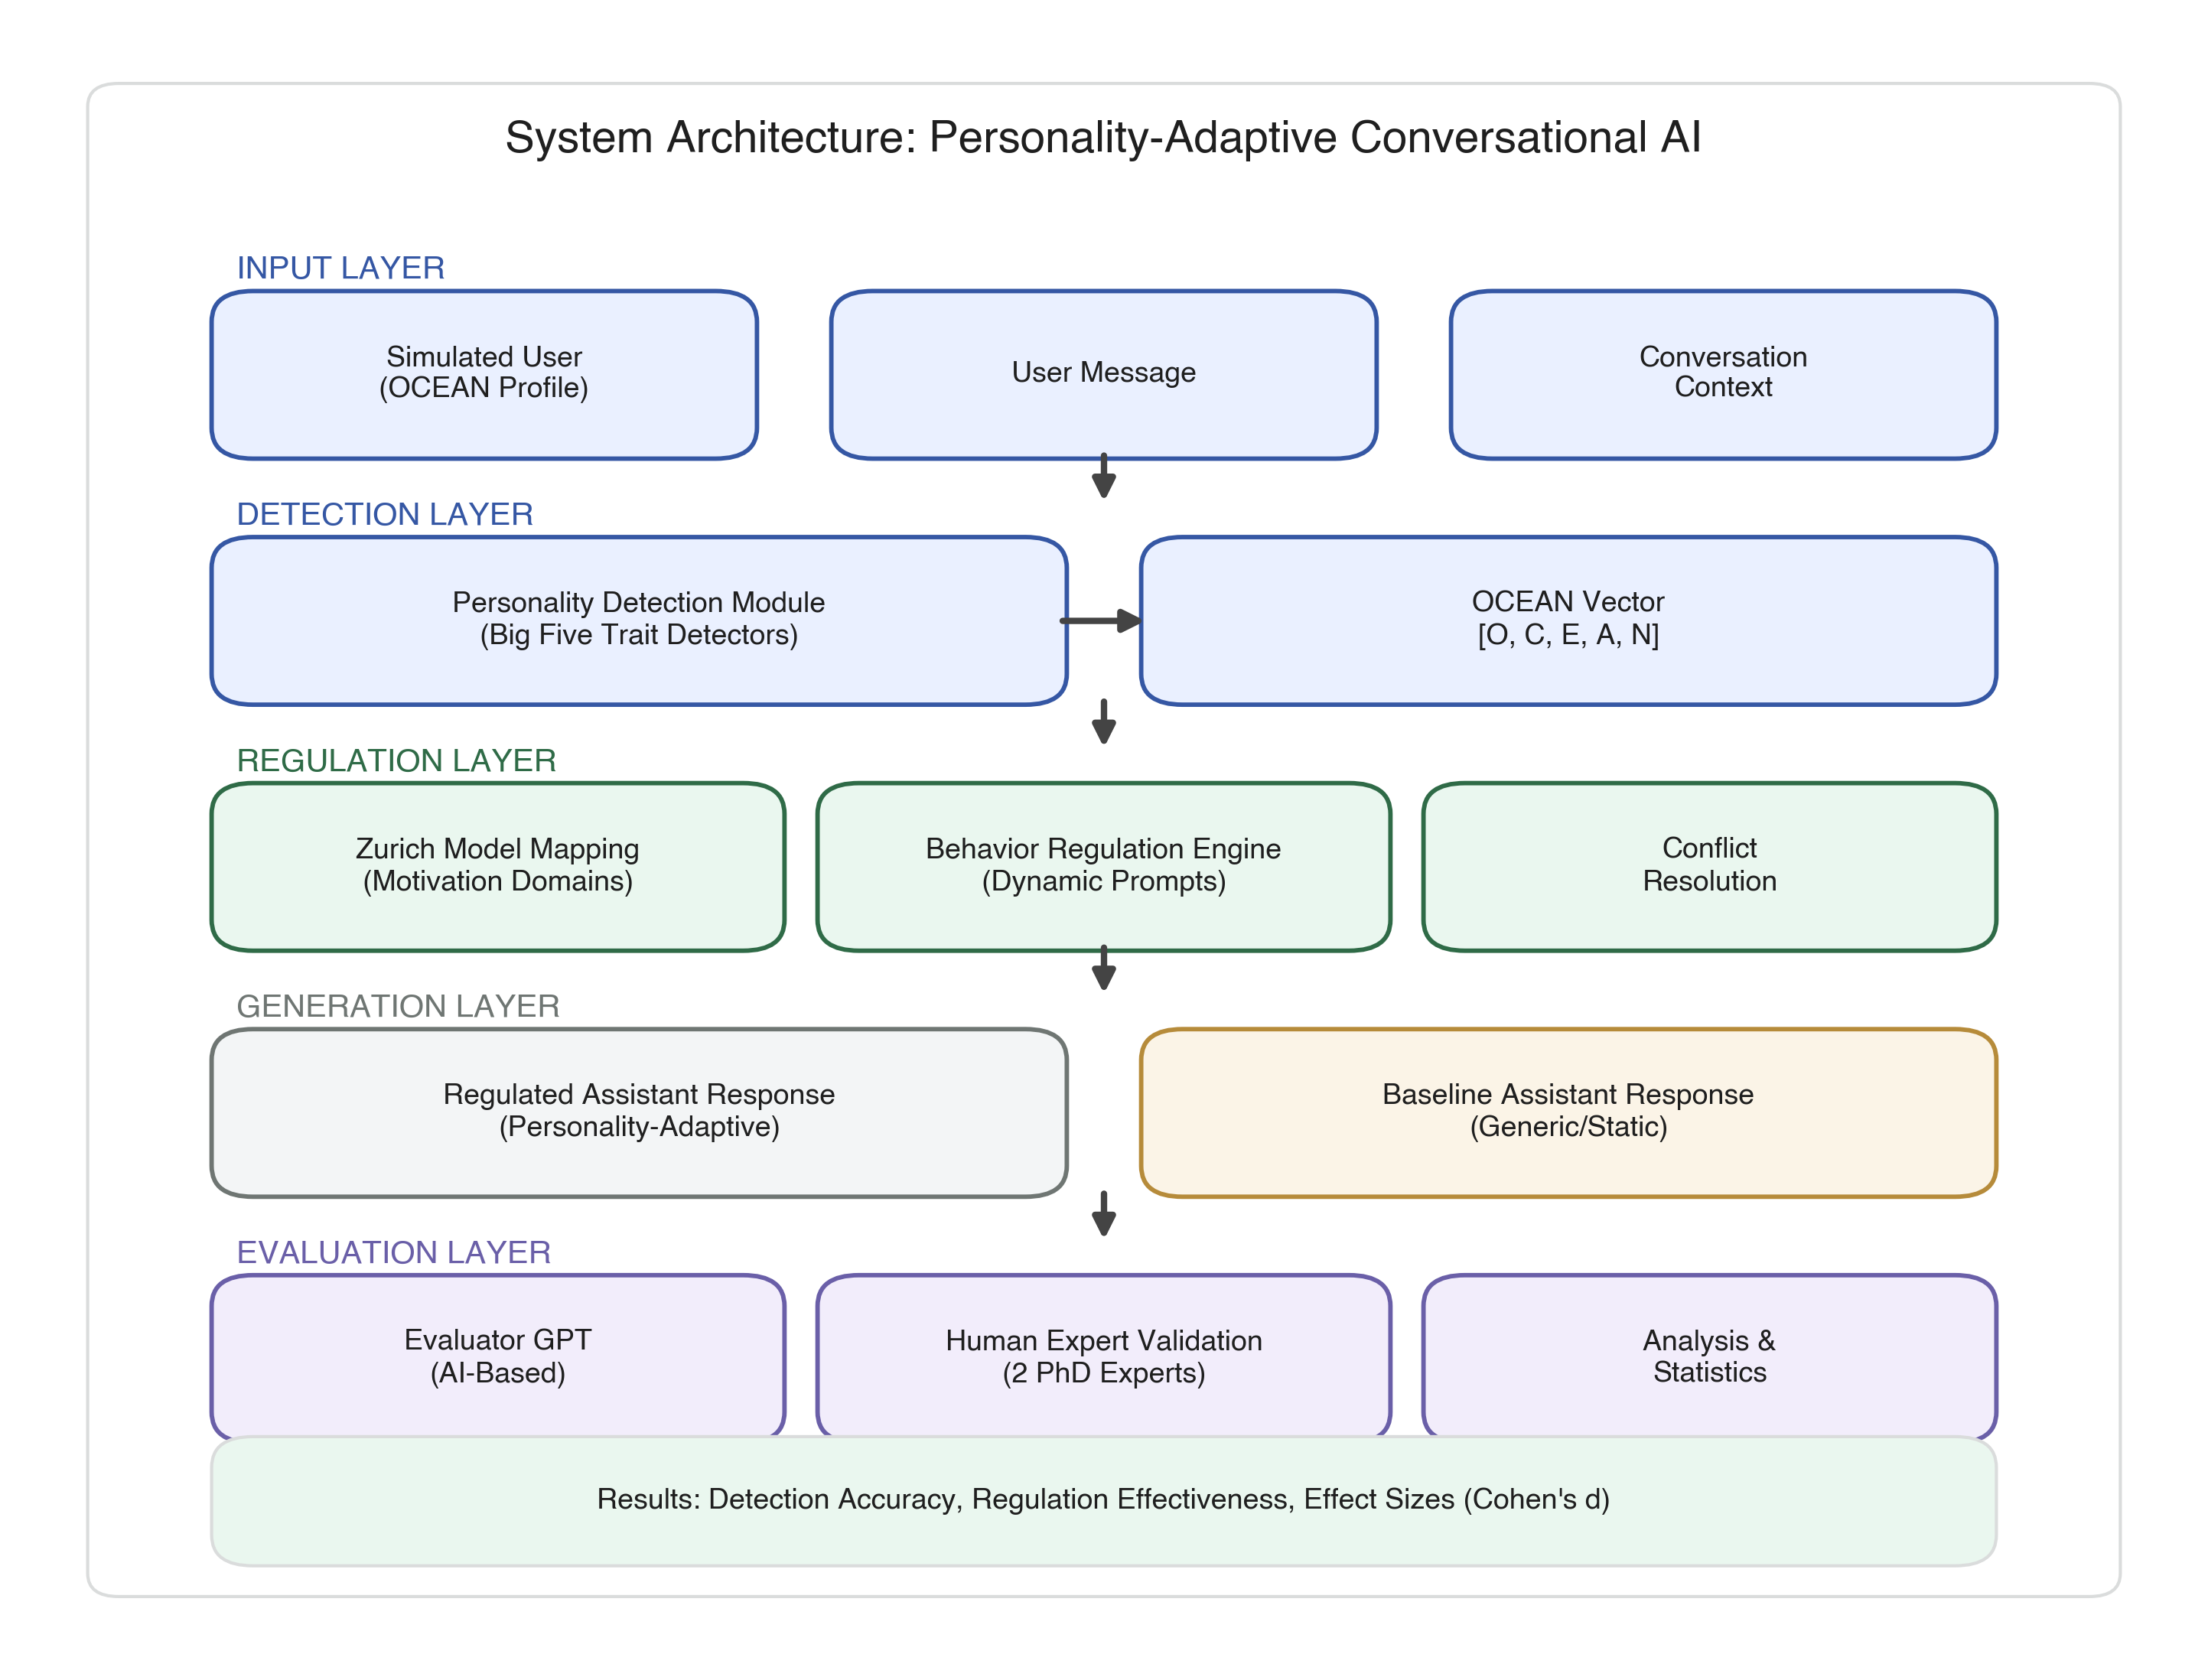 System Architecture: Personality-Adaptive Conversational AI
INPUT LAYER
Simulated User
(OCEAN Profile)
User Message
Conversation
Context
DETECTION LAYER
Personality Detection Module
(Big Five Trait Detectors)
OCEAN Vector
[O, C, E, A, N]
REGULATION LAYER
Zurich Model Mapping
(Motivation Domains)
Behavior Regulation Engine
(Dynamic Prompts)
Conflict
Resolution
GENERATION LAYER
Regulated Assistant Response
(Personality-Adaptive)
Baseline Assistant Response
(Generic/Static)
EVALUATION LAYER
Evaluator GPT
(AI-Based)
Human Expert Validation
(2 PhD Experts)
Analysis &
Statistics
Results: Detection Accuracy, Regulation Effectiveness, Effect Sizes (Cohen's d)